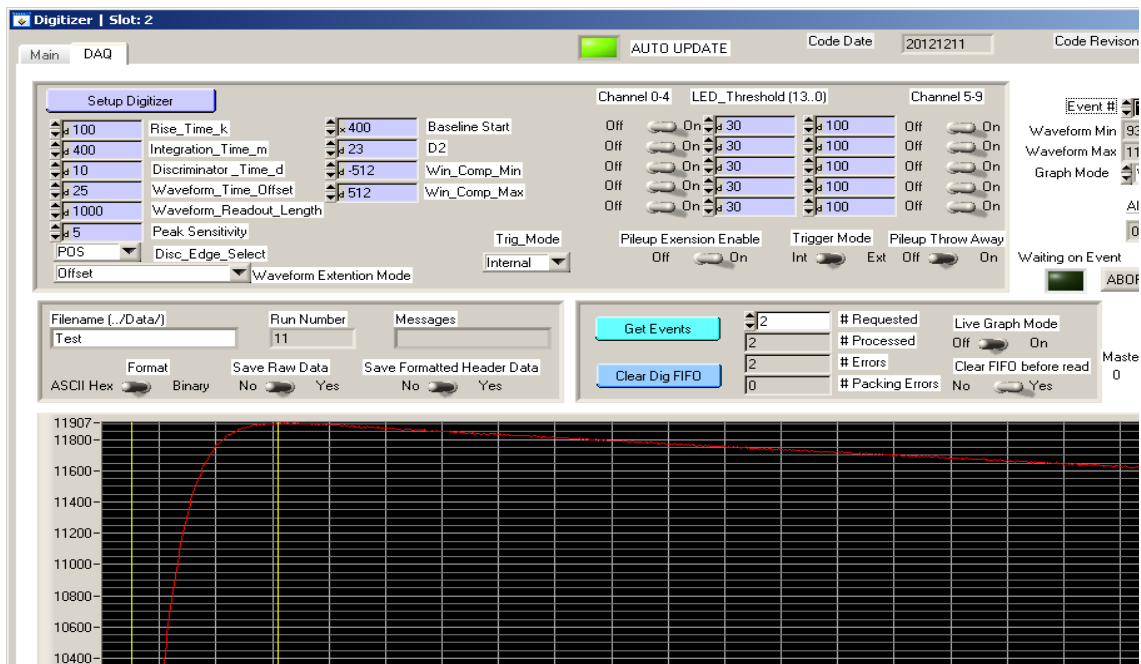 Digitizer | Slot: 2
Main DAQ AUTO UPDATE Code Date 20121211 Code Revison
Setup Digitizer Channel 0-4 LED_Threshold (13..0) Channel 5-9
d 100 Rise_Time_k x 400 Baseline Start Off On d 30 d 100 Off On
d 400 Integration_Time_m d 23 D2 Off On d 30 d 100 Off On
d 10 Discriminator_Time_d d -512 Win_Comp_Min Off On d 30 d 100 Off On
d 25 Waveform_Time_Offset d 512 Win_Comp_Max Off On d 30 d 100 Off On
d 1000 Waveform_Readout_Length Off On d 30 d 100 Off On
d 5 Peak Sensitivity
POS Disc_Edge_Select
Offset Waveform Extention Mode
Trig_Mode
Internal
Pileup Exension Enable Trigger Mode Pileup Throw Away
Off On Int Ext Off On
Event #
Waveform Min 93
Waveform Max 11
Graph Mode
0
Waiting on Event
ABOR
Filename (../Data/) Run Number Messages
Test 11
Format Save Raw Data Save Formatted Header Data
ASCII Hex Binary No Yes No Yes
Get Events 2 # Requested Live Graph Mode
2 # Processed Off On
2 # Errors Clear FIFO before read
Clear Dig FIFO 0 # Packing Errors No Yes
Maste
0
11907-
11800-
11600-
11400-
11200-
11000-
10800-
10600-
10400-